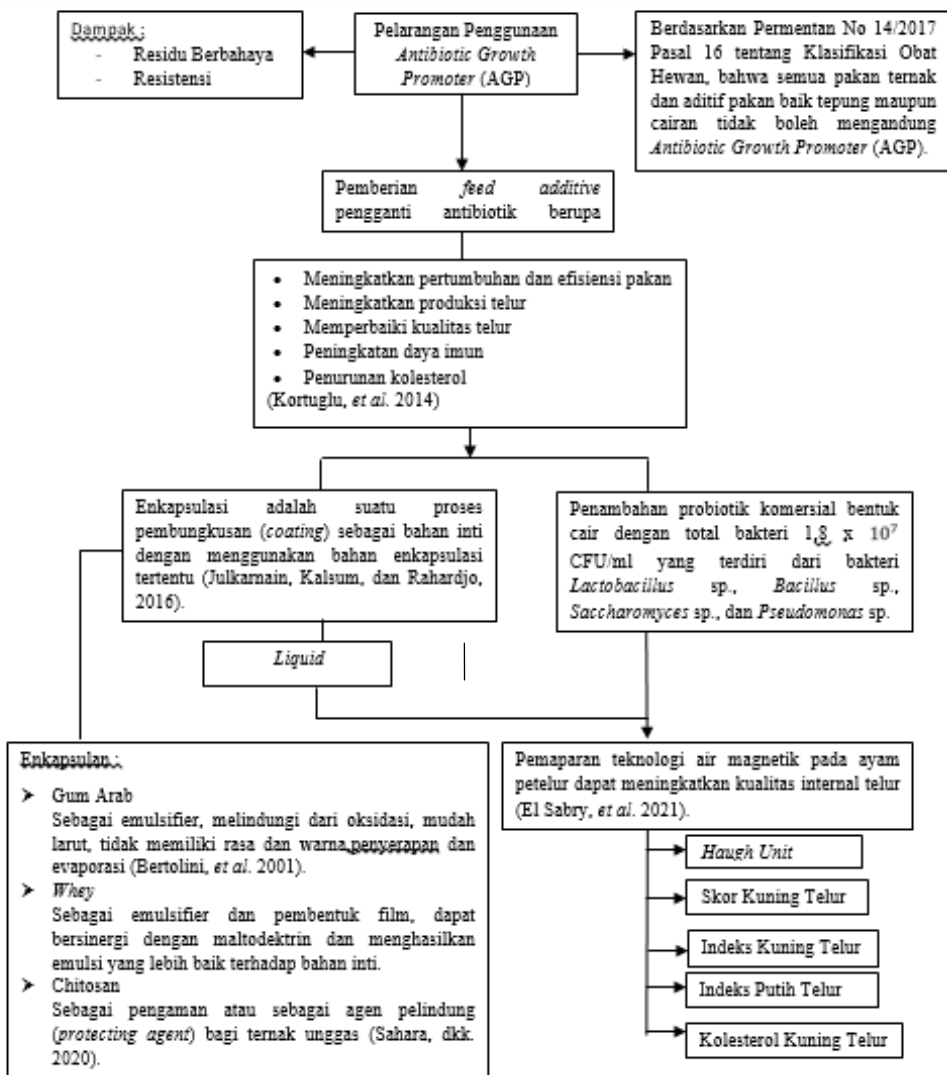 Dampak :
- Residu Berbahaya
- Resistensi
Pelarangan Penggunaan
Antibiotic Growth
Promoter (AGP)
Berdasarkan Permentan No 14/2017
Pasal 16 tentang Klasifikasi Obat
Hewan, bahwa semua pakan ternak
dan aditif pakan baik tepung maupun
cairan tidak boleh mengandung
Antibiotic Growth Promoter (AGP).
Pemberian feed additive
pengganti antibiotik berupa
• Meningkatkan pertumbuhan dan efisiensi pakan
• Meningkatkan produksi telur
• Memperbaiki kualitas telur
• Peningkatan daya imun
• Penurunan kolesterol
(Kortuglu, et al. 2014)
Enkapsulasi adalah suatu proses
pembungkusan (coating) sebagai bahan inti
dengan menggunakan bahan enkapsulasi
tertentu (Julkarnain, Kalsum, dan Rahardjo,
2016).
Penambahan probiotik komersial bentuk
cair dengan total bakteri 1,8 x 10⁷
CFU/ml yang terdiri dari bakteri
Lactobacillus sp., Bacillus sp.,
Saccharomyces sp., dan Pseudomonas sp.
Liquid
Enkapsulan :
➢ Gum Arab
Sebagai emulsifier, melindungi dari oksidasi, mudah
larut, tidak memiliki rasa dan warna,penyerapan dan
evaporasi (Bertolini, et al. 2001).
➢ Whey
Sebagai emulsifier dan pembentuk film, dapat
bersinergi dengan maltodektrin dan menghasilkan
emulsi yang lebih baik terhadap bahan inti.
➢ Chitosan
Sebagai pengaman atau sebagai agen pelindung
(protecting agent) bagi ternak unggas (Sahara, dkk.
2020).
Pemaparan teknologi air magnetik pada ayam
petelur dapat meningkatkan kualitas internal telur
(El Sabry, et al. 2021).
Haugh Unit
Skor Kuning Telur
Indeks Kuning Telur
Indeks Putih Telur
Kolesterol Kuning Telur